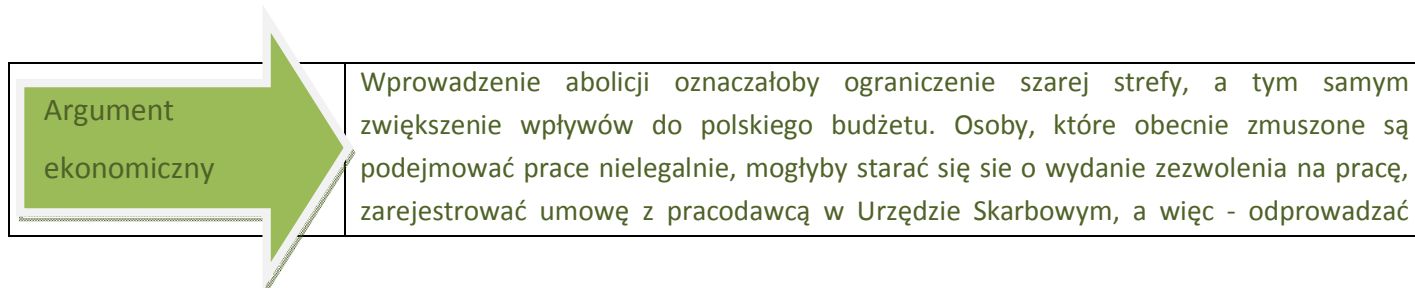 Argument
ekonomiczny
Wprowadzenie abolicji oznaczałoby ograniczenie szarej strefy, a tym samym
zwiększenie wpływów do polskiego budżetu. Osoby, które obecnie zmuszone są
podejmować prace nielegalnie, mogłyby starać się sie o wydanie zezwolenia na pracę,
zarejestrować umowę z pracodawcą w Urzędzie Skarbowym, a więc - odprowadzać